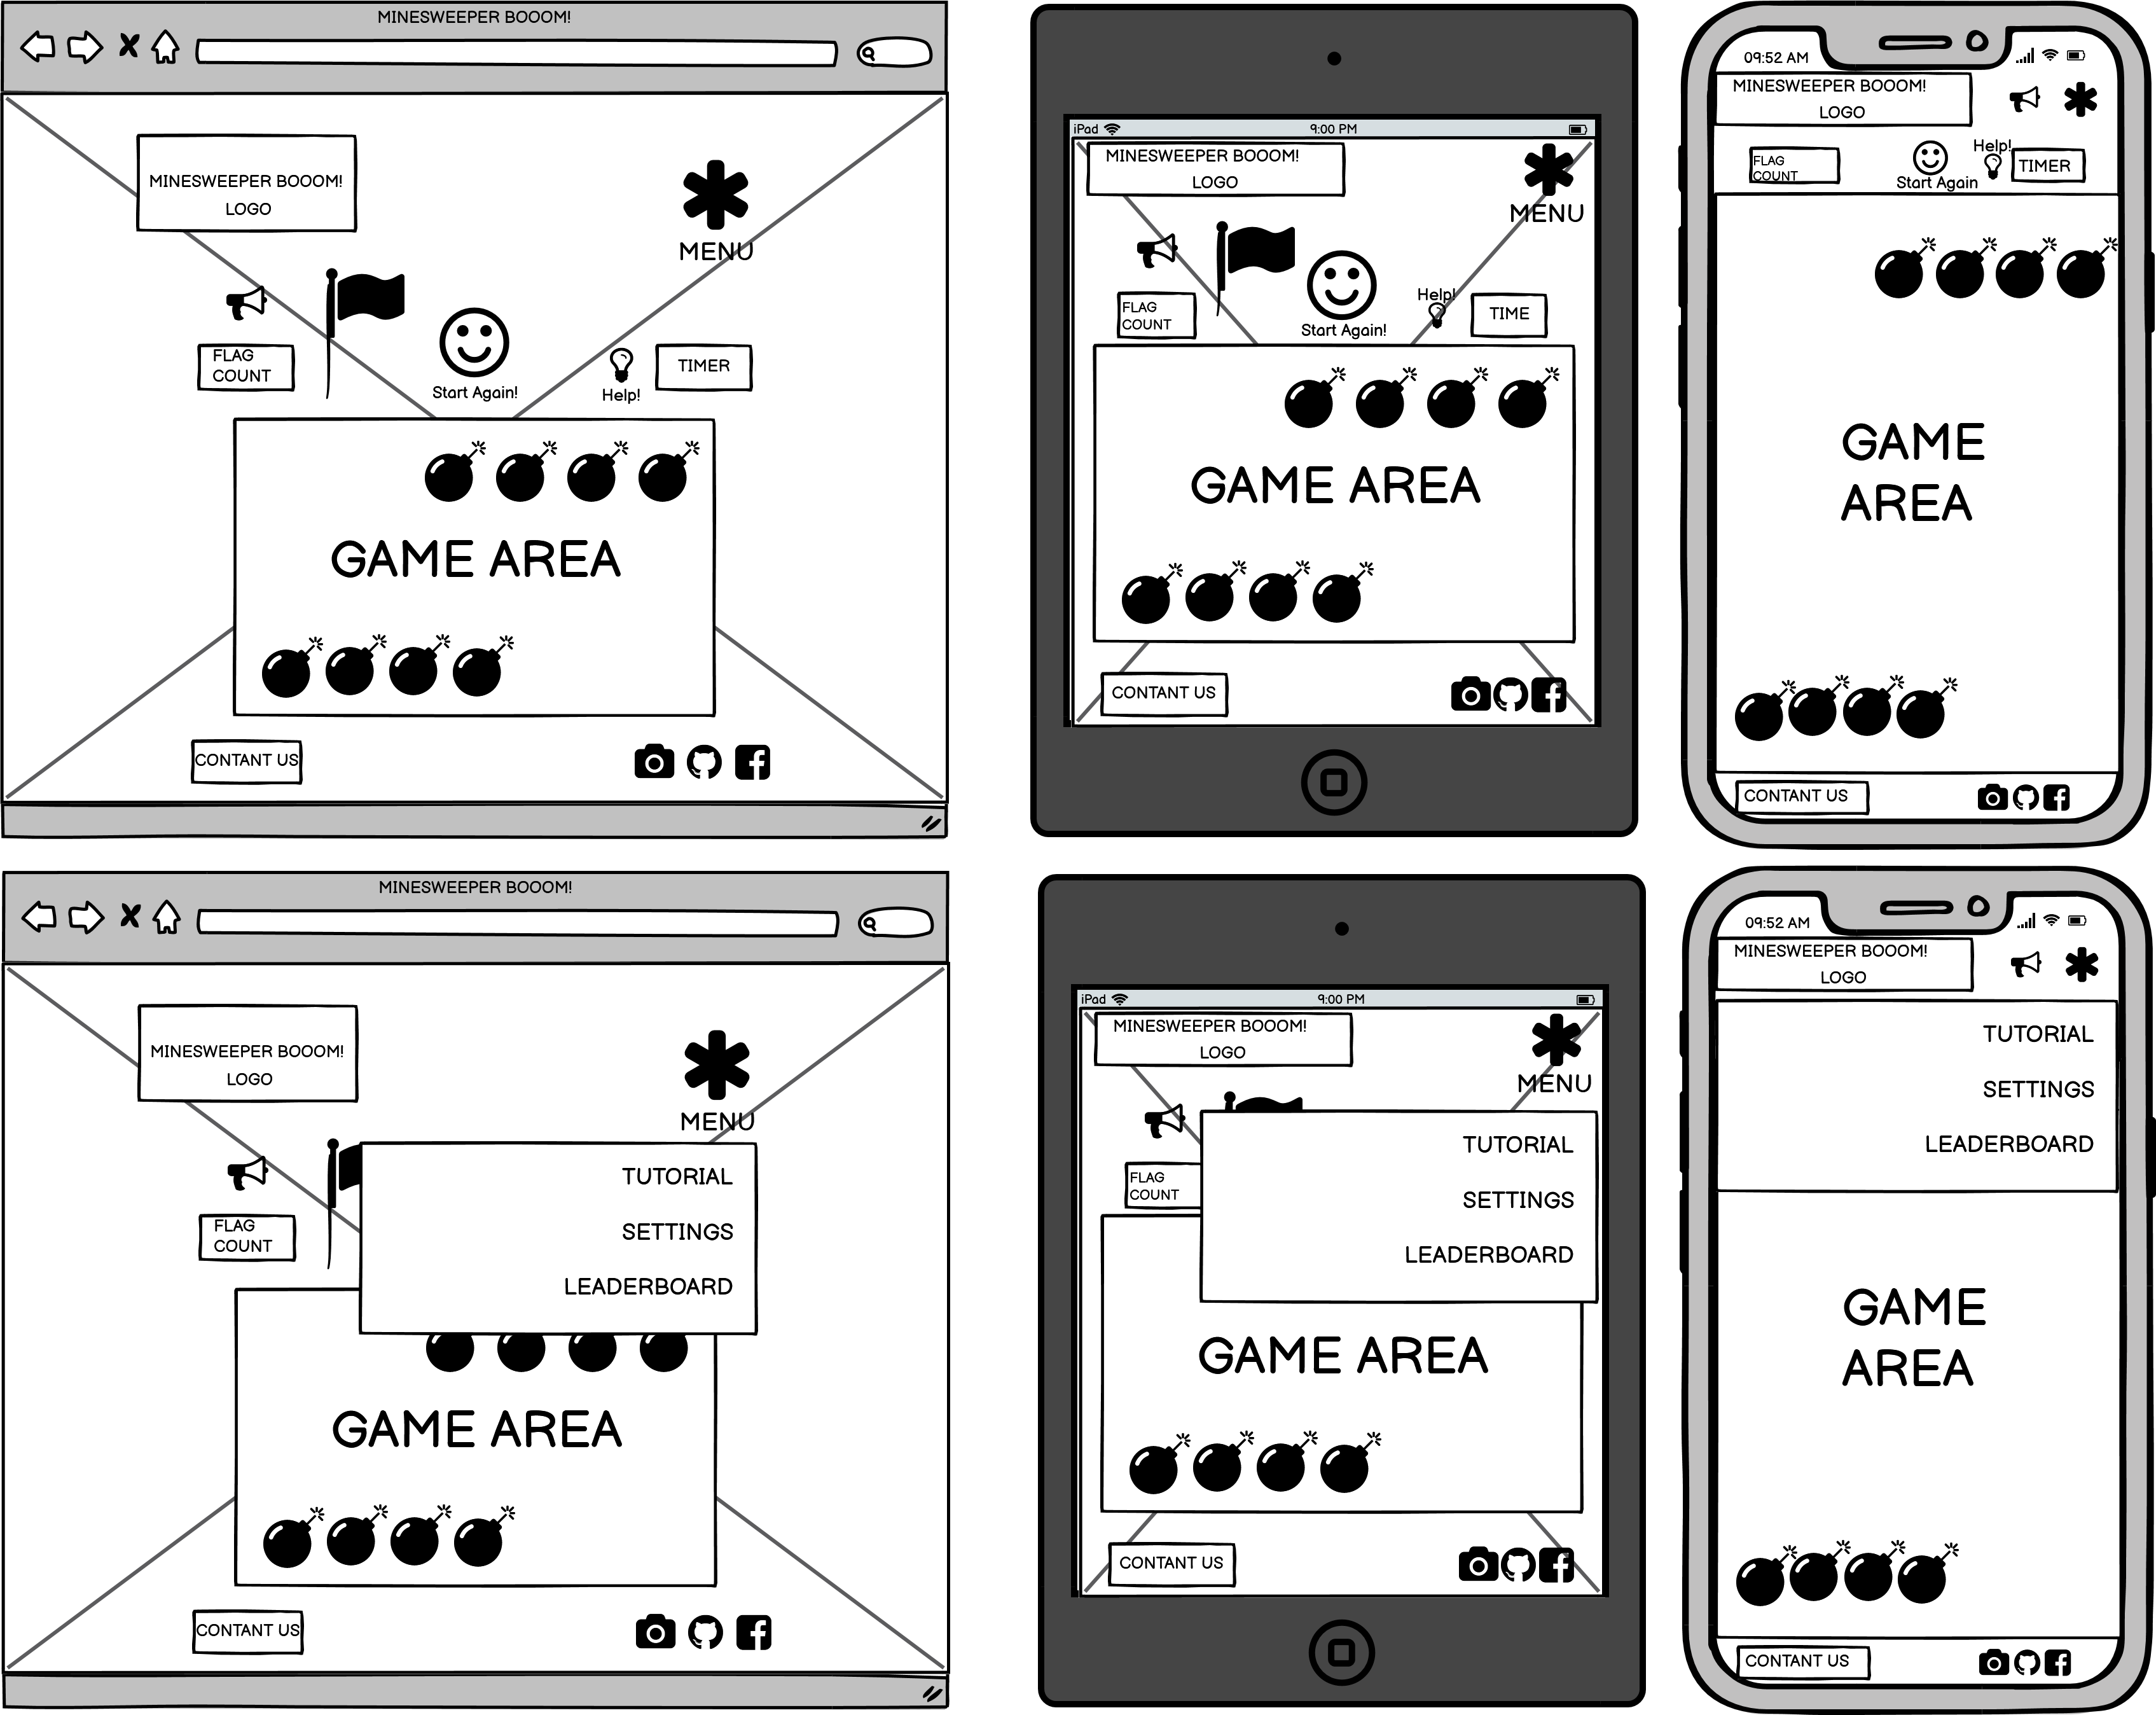 MINESWEEPER BOOOM!
MINESWEEPER BOOOM!
LOGO
MENU
FLAG
COUNT
Start Again!
Help!
TIMER
GAME AREA
CONTANT US
iPad
9:00 PM
MINESWEEPER BOOOM!
LOGO
MENU
FLAG
COUNT
Start Again!
Help!
TIME
GAME AREA
CONTANT US
09:52 AM
MINESWEEPER BOOOM!
LOGO
FLAG
COUNT
Start Again
Help!
TIMER
GAME
AREA
CONTANT US
MINESWEEPER BOOOM!
MINESWEEPER BOOOM!
LOGO
MENU
FLAG
COUNT
TUTORIAL
SETTINGS
LEADERBOARD
GAME AREA
CONTANT US
iPad
9:00 PM
MINESWEEPER BOOOM!
LOGO
MENU
FLAG
COUNT
TUTORIAL
SETTINGS
LEADERBOARD
GAME AREA
CONTANT US
09:52 AM
MINESWEEPER BOOOM!
LOGO
TUTORIAL
SETTINGS
LEADERBOARD
GAME
AREA
CONTANT US